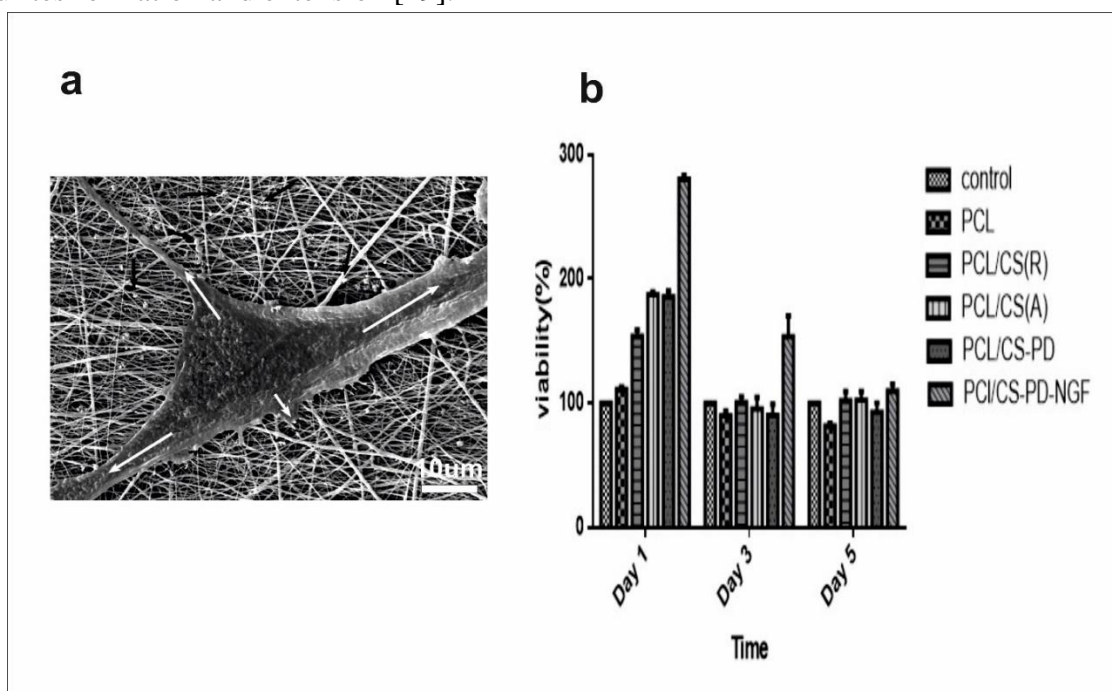 a
b
10um
300
200
100
0
viability(%)
Day 1
Day 3
Day 5
Time
control
PCL
PCL/CS(R)
PCL/CS(A)
PCL/CS-PD
PCl/CS-PD-NGF